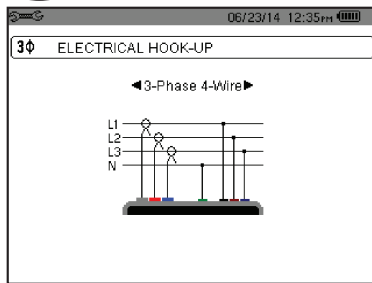 06/23/14 12:35PM
3Φ ELECTRICAL HOOK-UP
◄3-Phase 4-Wire►
L1
L2
L3
N